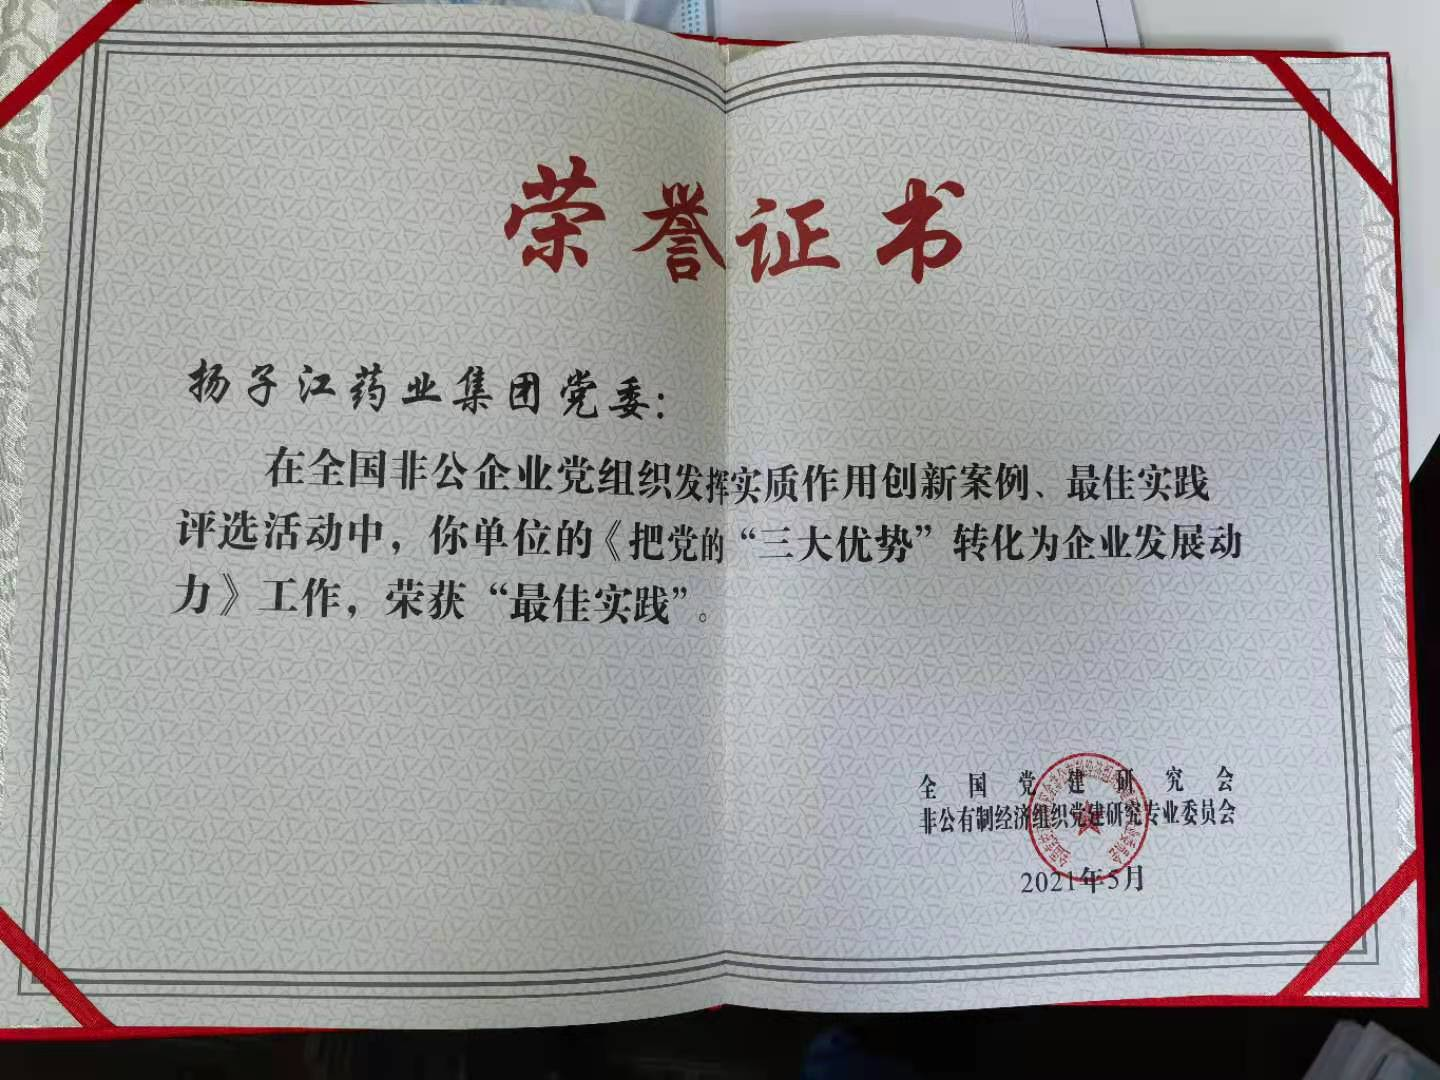 荣誉证书
扬子江药业集团党委：
在全国非公企业党组织发挥实质作用创新案例、最佳实践
评选活动中，你单位的《把党的“三大优势”转化为企业发展动
力》工作，荣获“最佳实践”。
全国党建研究会
非公有制经济组织党建研究专业委员会
2021年5月